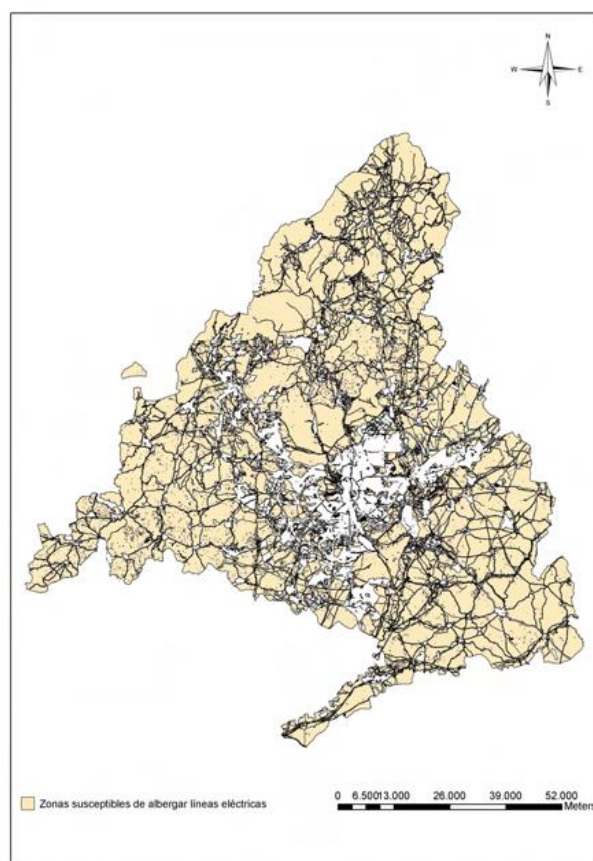 N
W E
S
Zonas susceptibles de albergar líneas eléctricas
0 6.500 13.000 26.000 39.000 52.000
Meters